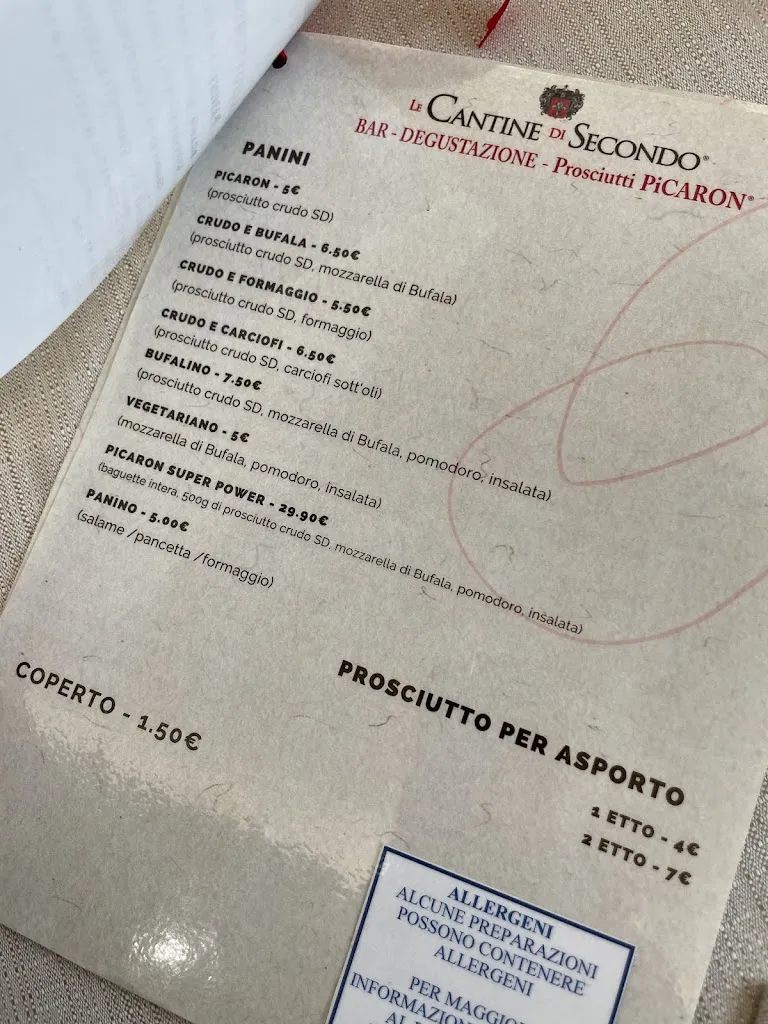 LE CANTINE DI SECONDO®
BAR - DEGUSTAZIONE - Prosciutti PiCARON®
PANINI
PICARON - 5€
(prosciutto crudo SD)
CRUDO E BUFALA - 6.50€
(prosciutto crudo SD, mozzarella di Bufala)
CRUDO E FORMAGGIO - 5.50€
(prosciutto crudo SD, formaggio)
CRUDO E CARCIOFI - 6.50€
(prosciutto crudo SD, carciofi sott'oli)
BUFALINO - 7.50€
(prosciutto crudo SD, mozzarella di Bufala, pomodoro, insalata)
VEGETARIANO - 5€
(mozzarella di Bufala, pomodoro, insalata)
PICARON SUPER POWER - 29.90€
(baguette intera, 500g di prosciutto crudo SD, mozzarella di Bufala, pomodoro, insalata)
PANINO - 5.00€
(salame /pancetta /formaggio)
COPERTO - 1.50€
PROSCIUTTO PER ASPORTO
1 ETTO - 4€
2 ETTO - 7€
ALLERGENI
ALCUNE PREPARAZIONI
POSSONO CONTENERE
ALLERGENI
PER MAGGIO
INFORMAZION